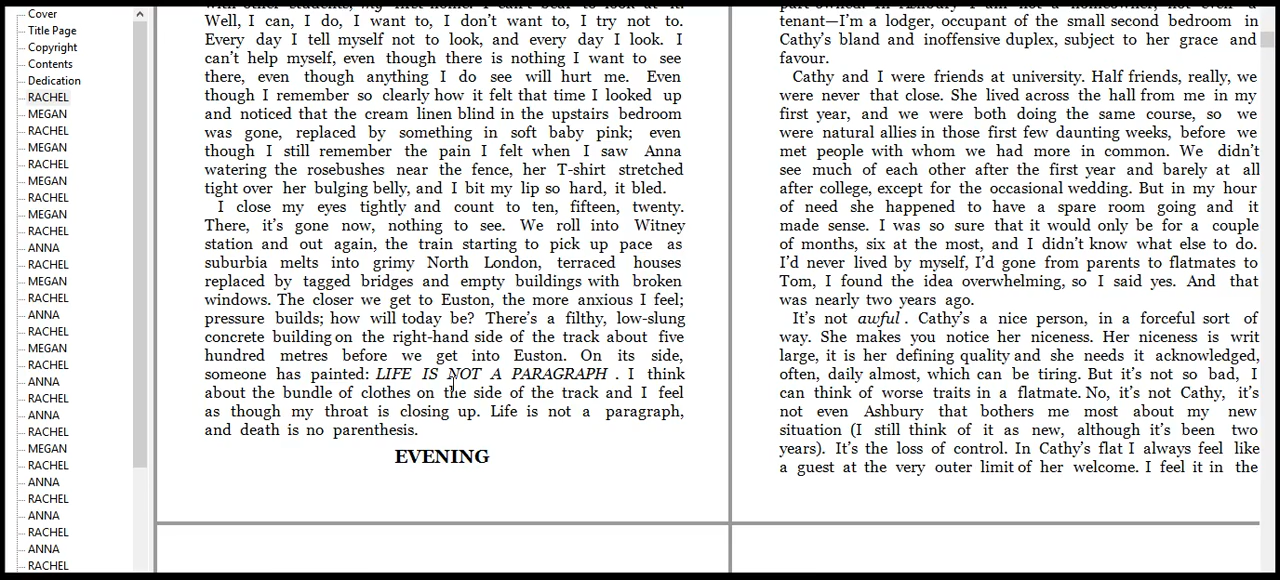 Cover
Title Page
Copyright
Contents
Dedication
RACHEL
MEGAN
RACHEL
MEGAN
RACHEL
MEGAN
RACHEL
MEGAN
RACHEL
ANNA
RACHEL
MEGAN
RACHEL
ANNA
RACHEL
MEGAN
RACHEL
ANNA
RACHEL
ANNA
RACHEL
MEGAN
RACHEL
ANNA
RACHEL
ANNA
RACHEL
ANNA
RACHEL
Well, I can, I do, I want to, I don't want to, I try not to.
Every day I tell myself not to look, and every day I look. I
can't help myself, even though there is nothing I want to see
there, even though anything I do see will hurt me. Even
though I remember so clearly how it felt that time I looked up
and noticed that the cream linen blind in the upstairs bedroom
was gone, replaced by something in soft baby pink; even
though I still remember the pain I felt when I saw Anna
watering the rosebushes near the fence, her T-shirt stretched
tight over her bulging belly, and I bit my lip so hard, it bled.
I close my eyes tightly and count to ten, fifteen, twenty.
There, it's gone now, nothing to see. We roll into Witney
station and out again, the train starting to pick up pace as
suburbia melts into grimy North London, terraced houses
replaced by tagged bridges and empty buildings with broken
windows. The closer we get to Euston, the more anxious I feel;
pressure builds; how will today be? There's a filthy, low-slung
concrete building on the right-hand side of the track about five
hundred metres before we get into Euston. On its side,
someone has painted: LIFE IS NOT A PARAGRAPH . I think
about the bundle of clothes on the side of the track and I feel
as though my throat is closing up. Life is not a paragraph,
and death is no parenthesis.
EVENING
tenant—I'm a lodger, occupant of the small second bedroom in
Cathy's bland and inoffensive duplex, subject to her grace and
favour.
Cathy and I were friends at university. Half friends, really, we
were never that close. She lived across the hall from me in my
first year, and we were both doing the same course, so we
were natural allies in those first few daunting weeks, before we
met people with whom we had more in common. We didn't
see much of each other after the first year and barely at all
after college, except for the occasional wedding. But in my hour
of need she happened to have a spare room going and it
made sense. I was so sure that it would only be for a couple
of months, six at the most, and I didn't know what else to do.
I'd never lived by myself, I'd gone from parents to flatmates to
Tom, I found the idea overwhelming, so I said yes. And that
was nearly two years ago.
It's not awful . Cathy's a nice person, in a forceful sort of
way. She makes you notice her niceness. Her niceness is writ
large, it is her defining quality and she needs it acknowledged,
often, daily almost, which can be tiring. But it's not so bad, I
can think of worse traits in a flatmate. No, it's not Cathy, it's
not even Ashbury that bothers me most about my new
situation (I still think of it as new, although it's been two
years). It's the loss of control. In Cathy's flat I always feel like
a guest at the very outer limit of her welcome. I feel it in the